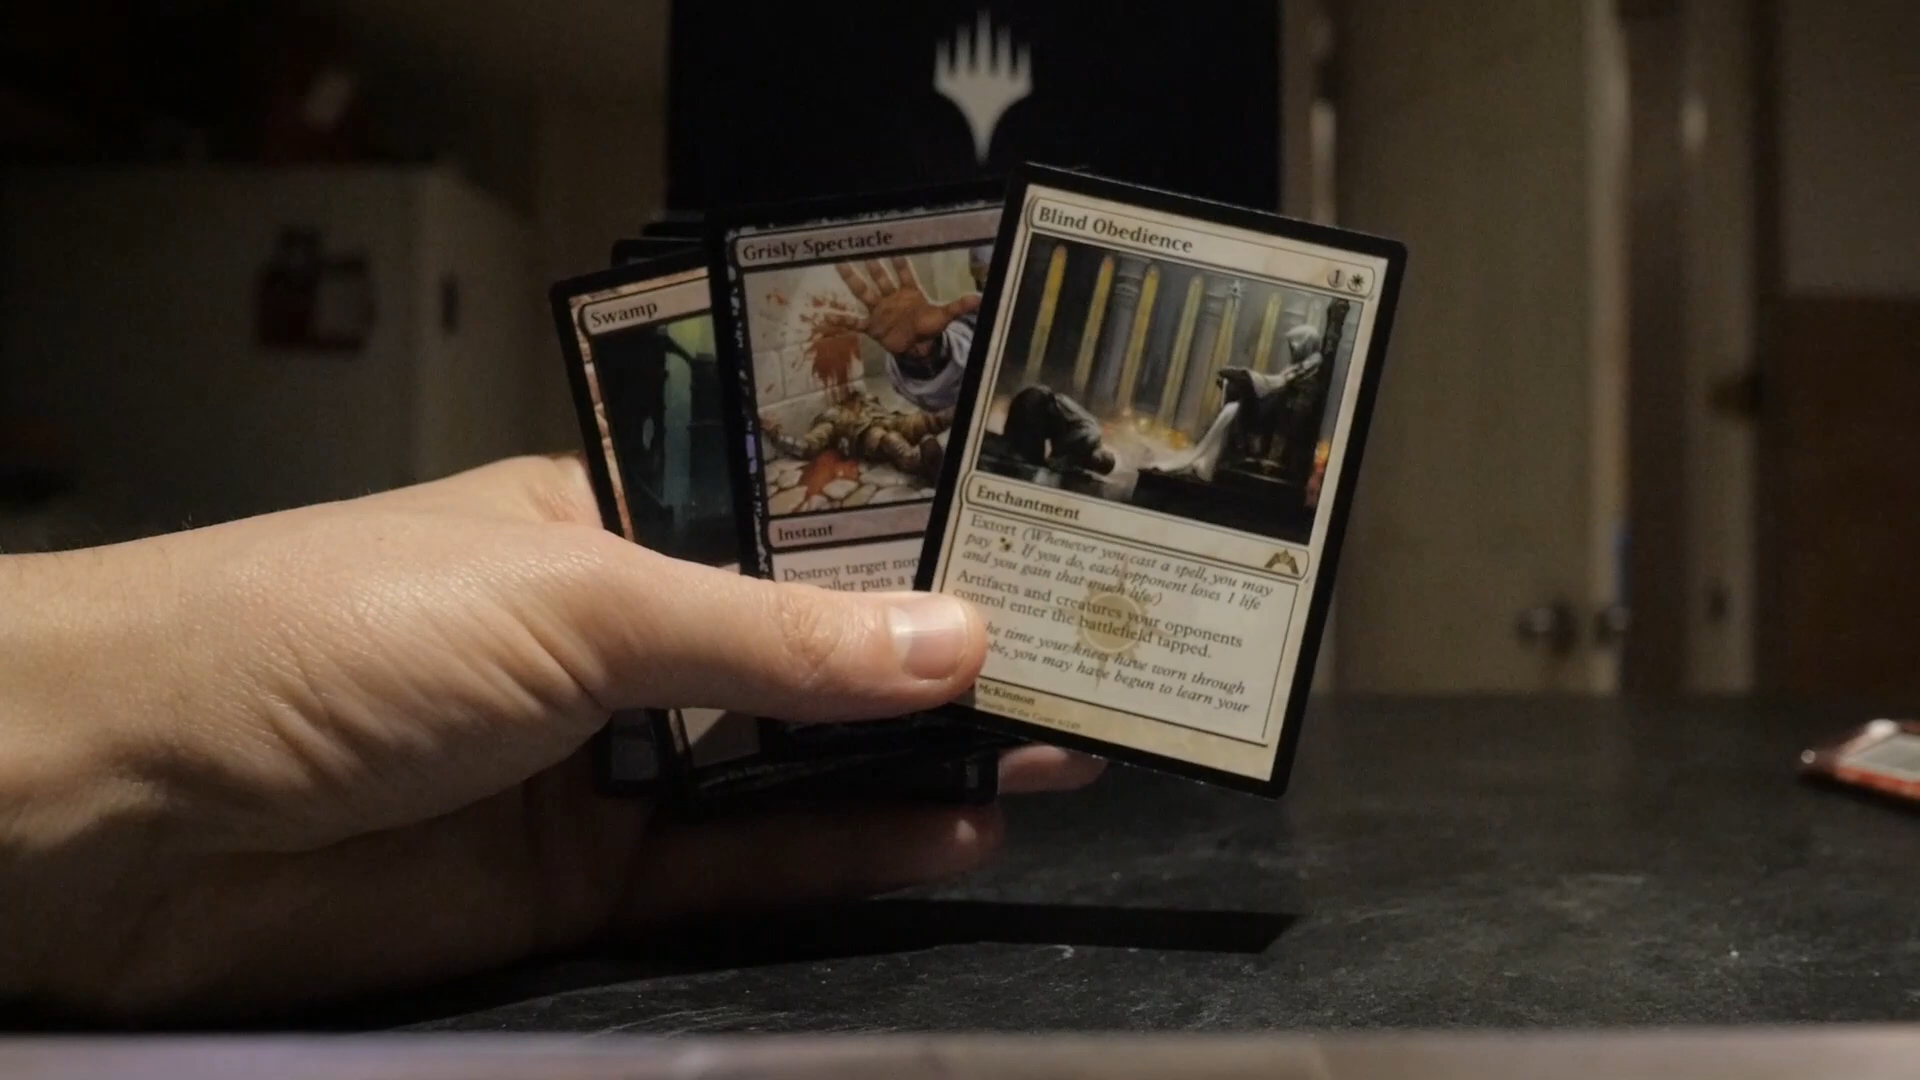 Swamp
Grisly Spectacle
Instant
Destroy target
puts a
Blind Obedience
1
Enchantment
Extort (Whenever you cast a spell, you may
pay . If you do, each opponent loses 1 life
and you gain that much life.)
Artifacts and creatures your opponents
control enter the battlefield tapped.
the time your knees have worn through
you may have begun to learn your
McKinnon